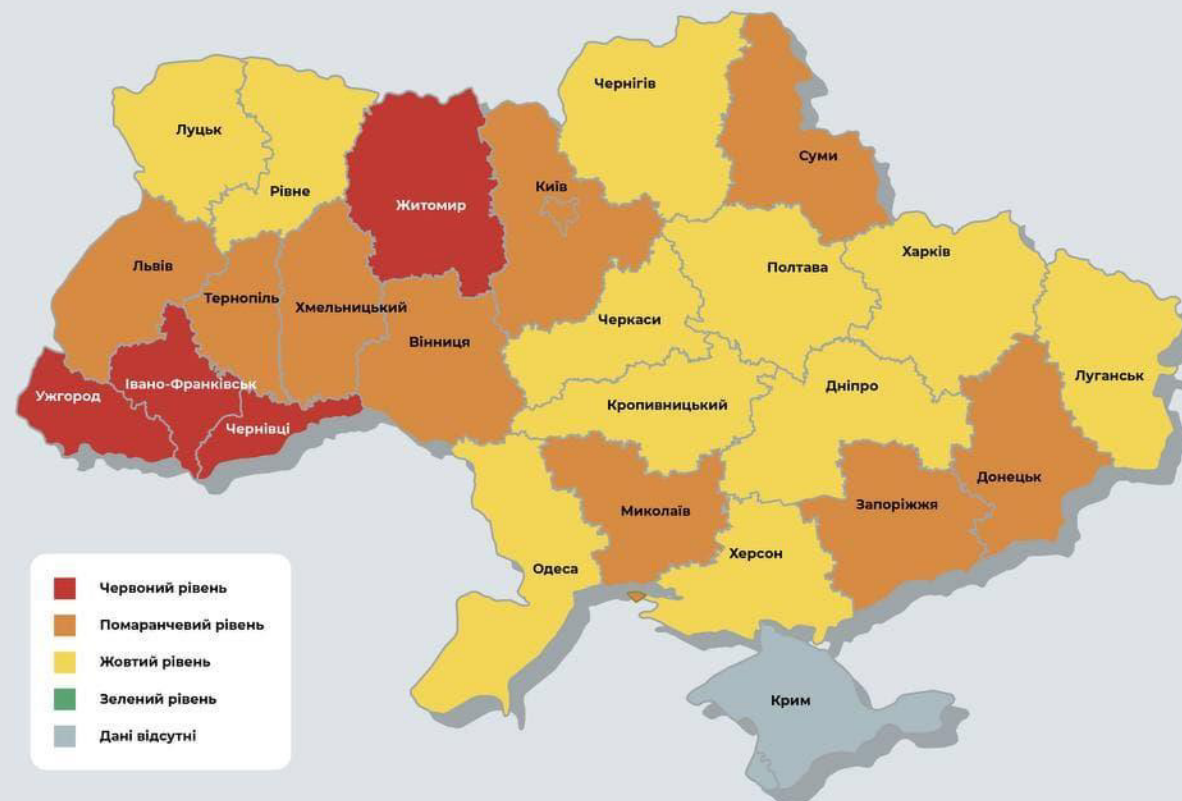 Чернігів
Луцьк
Суми
Рівне
Київ
Житомир
Харків
Львів
Полтава
Тернопіль
Хмельницький
Черкаси
Вінниця
Луганськ
Івано-Франківськ
Дніпро
Ужгород
Кропивницький
Чернівці
Донецьк
Запоріжжя
Миколаїв
Херсон
Одеса
Крим
Червоний рівень
Помаранчевий рівень
Жовтий рівень
Зелений рівень
Дані відсутні